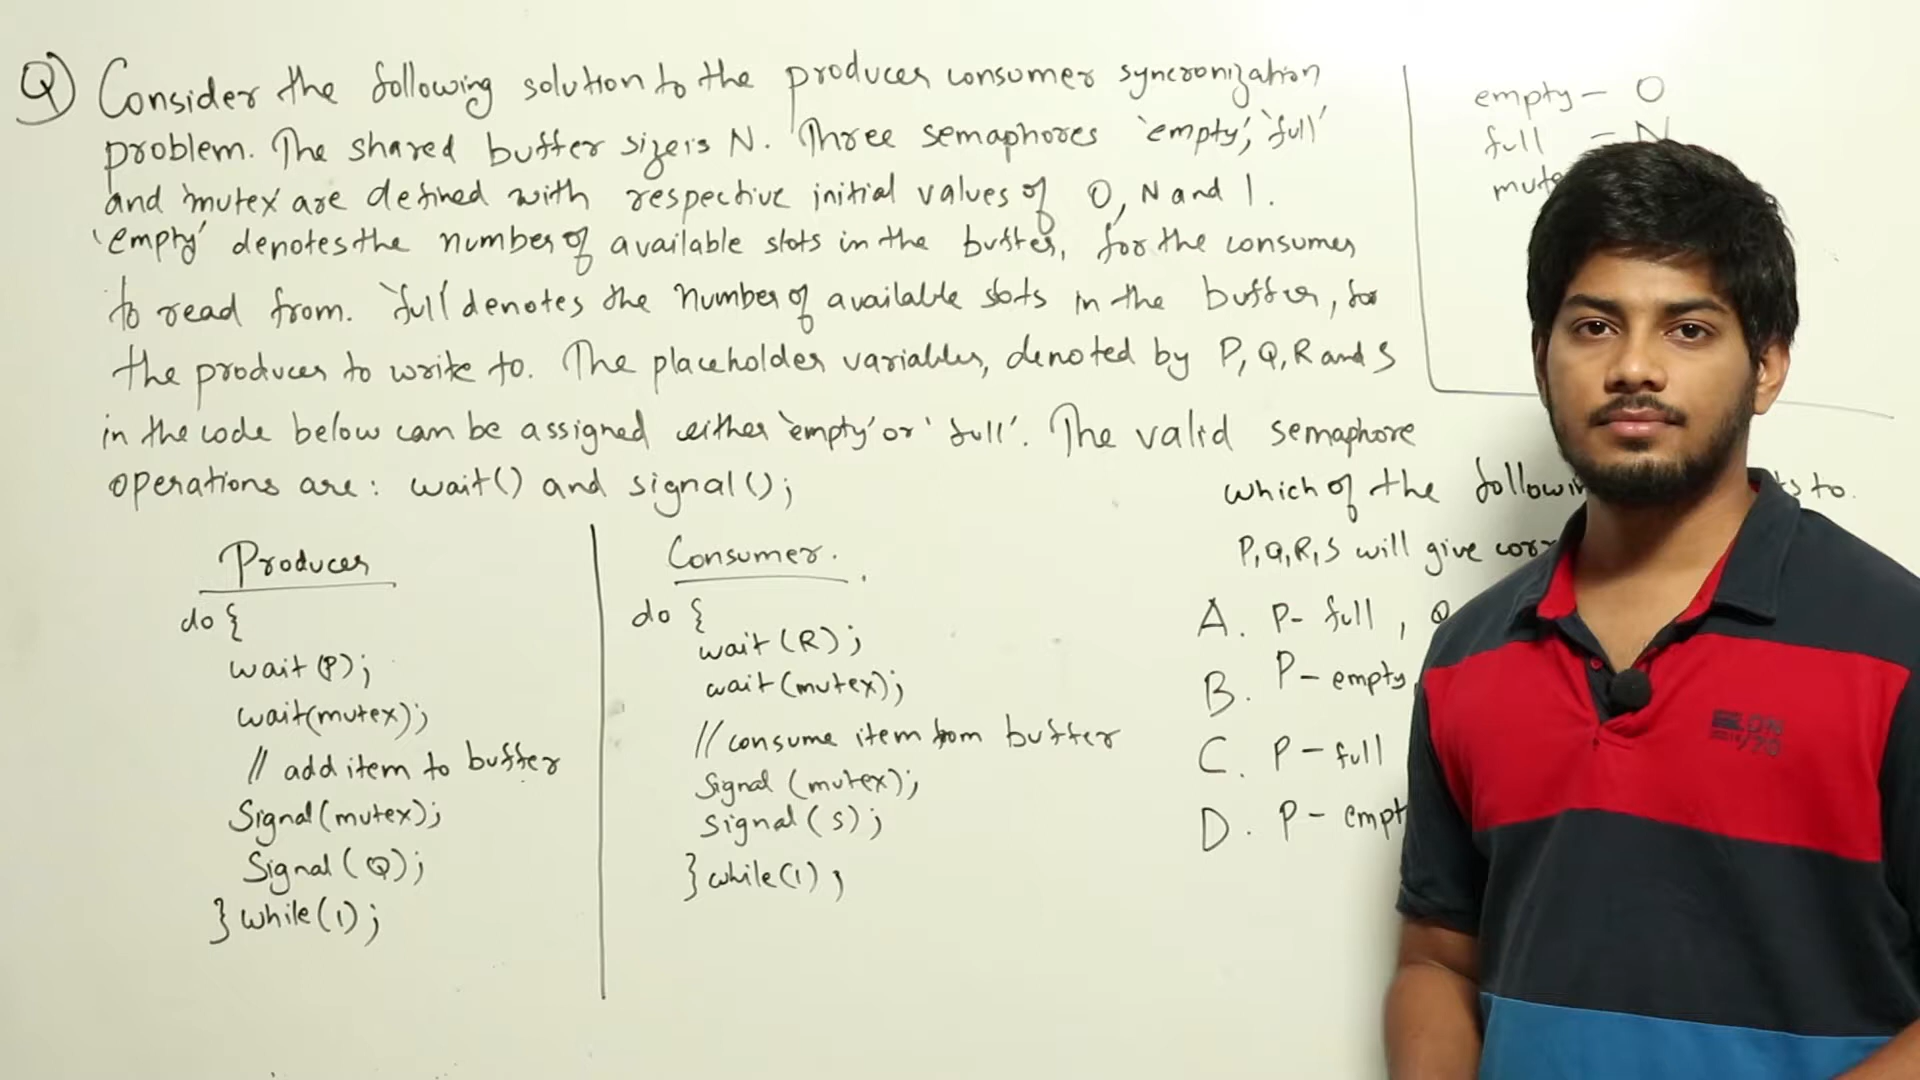 Q) Consider the following solution to the producer consumer syncronization
problem. The shared buffer size is N. Three semaphores 'empty', 'full'
and 'mutex' are defined with respective initial values of 0, N and 1.
'empty' denotes the number of available slots in the buffer, for the consumer
to read from. 'full' denotes the number of available slots in the buffer, for
the producer to write to. The placeholder variables, denoted by P, Q, R and S
in the code below can be assigned either 'empty' or 'full'. The valid semaphore
operations are: wait() and signal();
empty - 0
full - N
Producer
do {
wait (P);
wait(mutex);
// add item to buffer
Signal(mutex);
Signal(Q);
} while(1);
Consumer.
do {
wait (R);
wait(mutex);
// consume item from buffer
Signal (mutex);
Signal (S);
} while(1);
which of the to.
P, Q, R, S will give
A. P- full, Q
B. P- empty,
C. P- full
D. P-